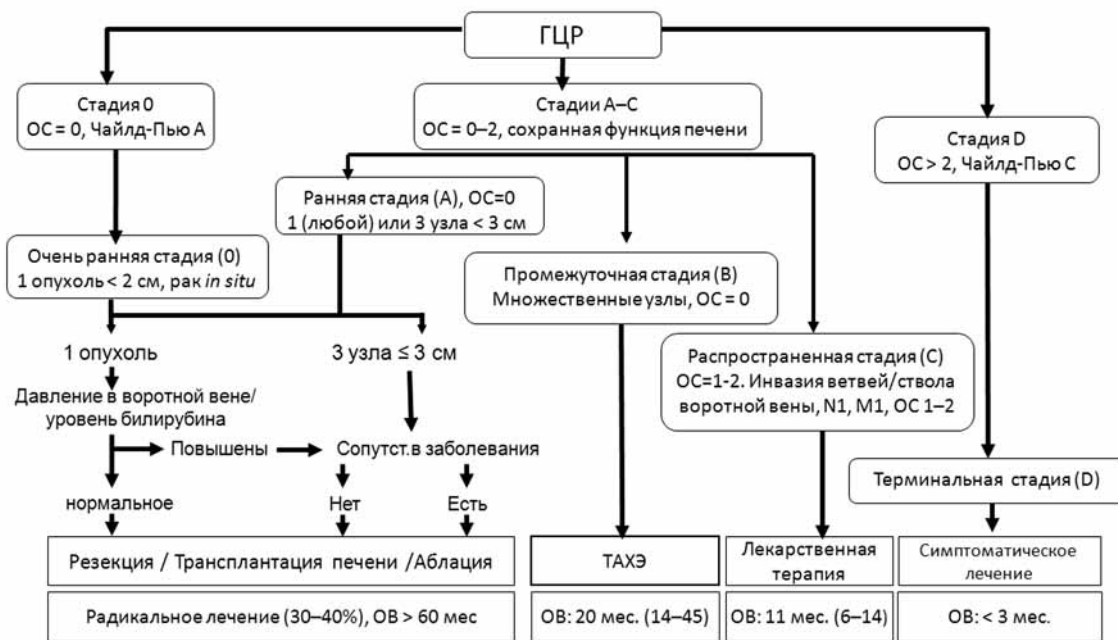 ГЦР
Стадия 0
ОС = 0, Чайлд-Пью А
Стадии А–С
ОС = 0–2, сохранная функция печени
Стадия D
ОС > 2, Чайлд-Пью С
Ранняя стадия (А), ОС=0
1 (любой) или 3 узла < 3 см
Очень ранняя стадия (0)
1 опухоль < 2 см, рак in situ
Промежуточная стадия (В)
Множественные узлы, ОС = 0
Распространенная стадия (С)
ОС=1-2. Инвазия ветвей/ствола
воротной вены, N1, M1, ОС 1–2
1 опухоль
3 узла ≤ 3 см
Давление в воротной вене/
уровень билирубина
Повышены
Сопутст.в заболевания
нормальное
Нет
Есть
Терминальная стадия (D)
Резекция / Трансплантация печени /Аблация
ТАХЭ
Лекарственная
терапия
Симптоматическое
лечение
Радикальное лечение (30–40%), ОВ > 60 мес
ОВ: 20 мес. (14–45)
ОВ: 11 мес. (6–14)
ОВ: < 3 мес.